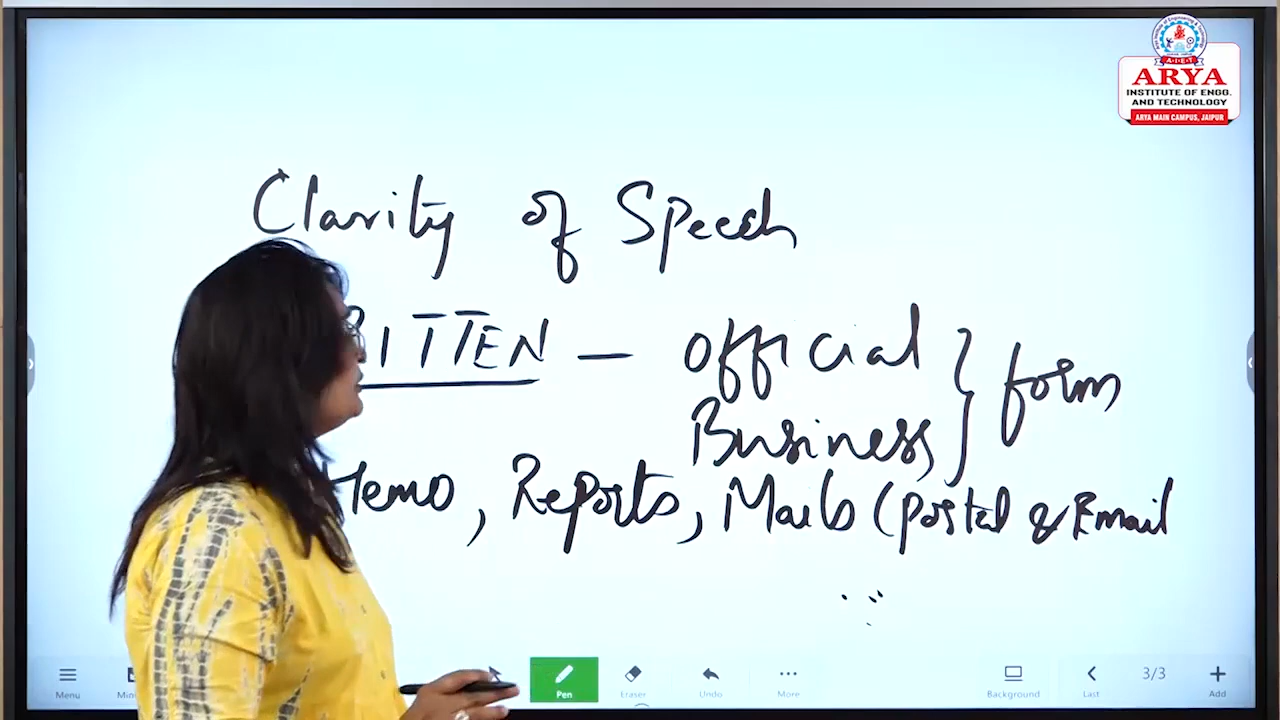 ARYA
INSTITUTE OF ENGG.
AND TECHNOLOGY
ARYA MAIN CAMPUS, JAIPUR
Clarity of Speech
RITTEN — Official } form
Business
Memo, Reports, Mails (Postal & Email
Menu
Pen
Eraser
Undo
More
Background
Last
3/3
Add